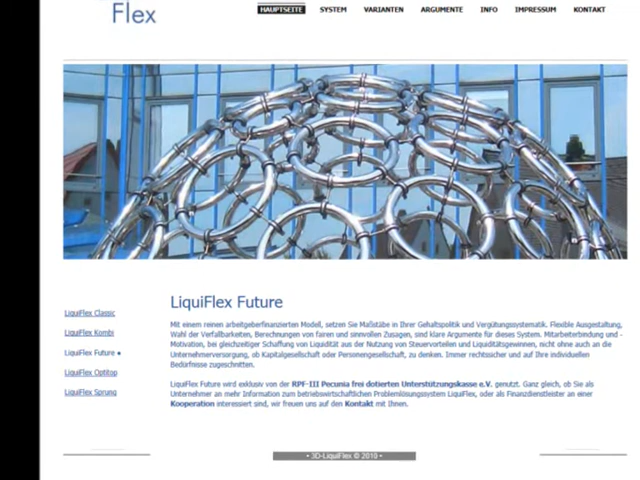 Flex
HAUPTSEITE SYSTEM VARIANTEN ARGUMENTE INFO IMPRESSUM KONTAKT
LiquiFlex Classic
LiquiFlex Kombi
LiquiFlex Future •
LiquiFlex Optitop
LiquiFlex Sprung
LiquiFlex Future
Mit einem reinen arbeitgeberfinanzierten Modell, setzen Sie Maßstäbe in Ihrer Gehaltspolitik und Vergütungssystematik. Flexible Ausgestaltung,
Wahl der Verfallbarkeiten, Berechnungen von fairen und sinnvollen Zusagen, sind klare Argumente für dieses System. Mitarbeiterbindung und -
Motivation, bei gleichzeitiger Schaffung von Liquidität aus der Nutzung von Steuervorteilen und Liquiditätsgewinnen, nicht ohne auch an die
Unternehmerversorgung, ob Kapitalgesellschaft oder Personengesellschaft, zu denken. Immer rechtssicher und auf Ihre individuellen
Bedürfnisse zugeschnitten.
LiquiFlex Future wird exklusiv von der RPF-III Pecunia frei dotierten Unterstützungskasse e.V. genutzt. Ganz gleich, ob Sie als
Unternehmer an mehr Information zum betriebswirtschaftlichen Problemlösungssystem LiquiFlex, oder als Finanzdienstleister an einer
Kooperation interessiert sind, wir freuen uns auf den Kontakt mit Ihnen.
• 3D-LiquiFlex © 2010 •